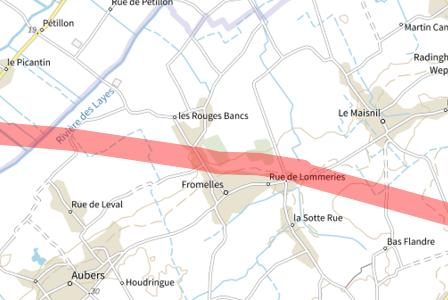 Rue de Pétillon
Pétillon
19
Martin Can
le Picantin
Radingh
Wep
Rivière des Layes
les Rouges Bancs
Le Maisnil
Fromelles
Rue de Lommeries
Rue de Leval
la Sotte Rue
Bas Flandre
Aubers
Houdringue
30